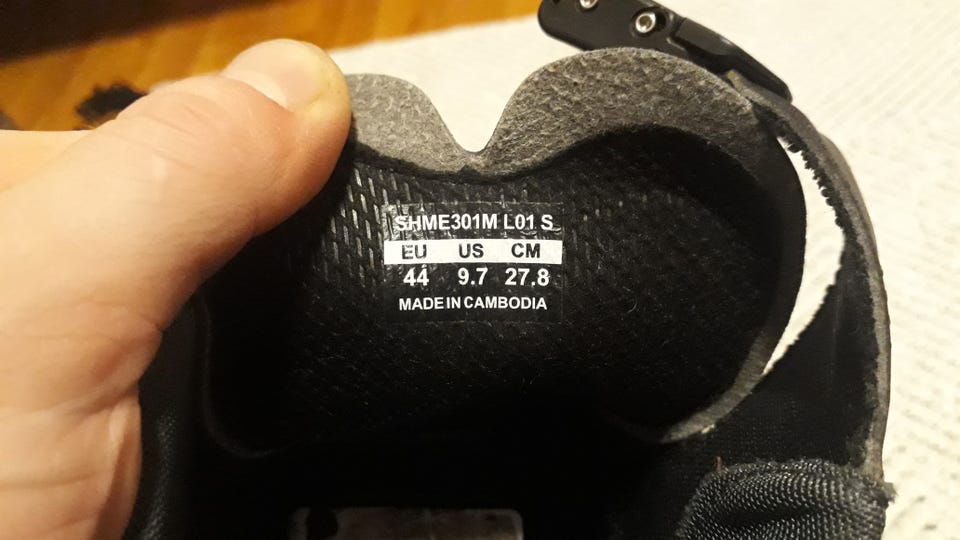 SHME301M L01 S
EU US CM
44 9.7 27.8
MADE IN CAMBODIA